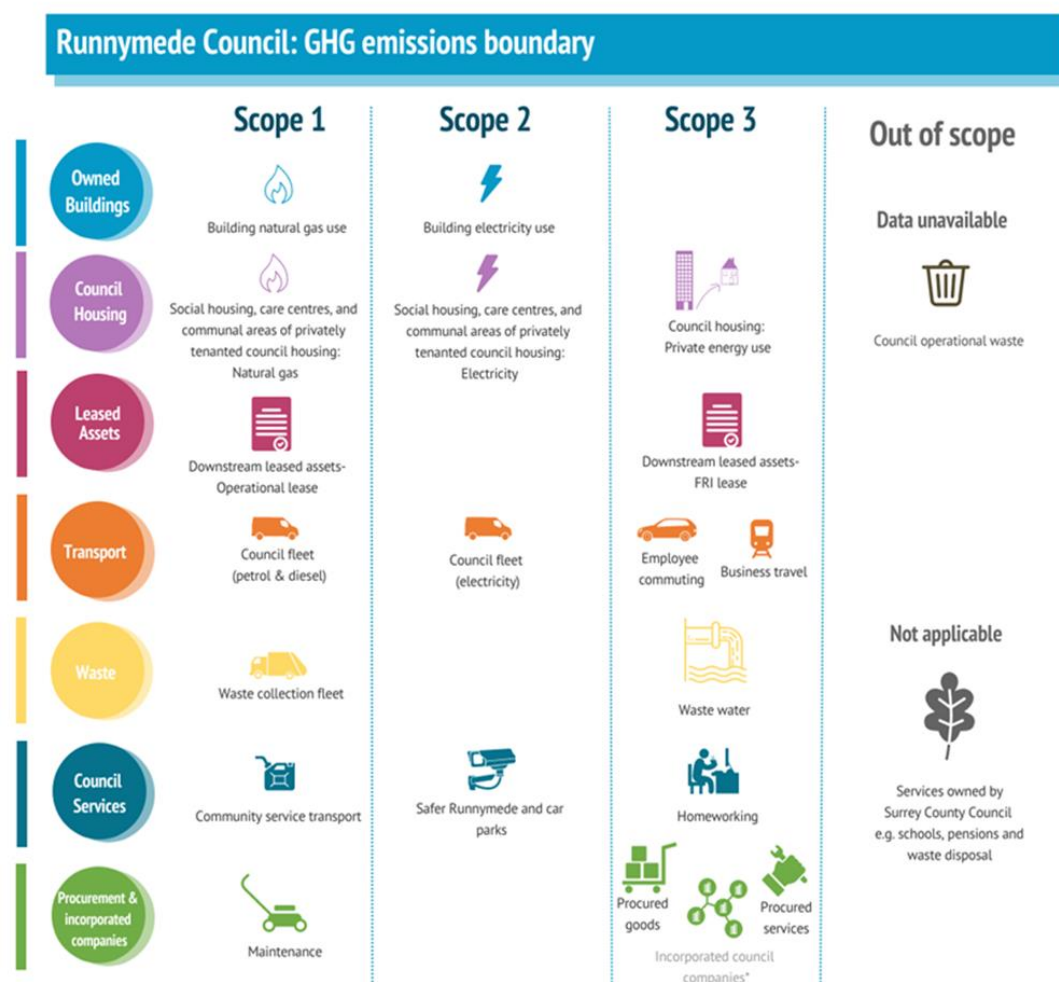 Runnymede Council: GHG emissions boundary
Scope 1
Scope 2
Scope 3
Out of scope
Owned
Buildings
Building natural gas use
Building electricity use
Data unavailable
Council operational waste
Council
Housing
Social housing, care centres, and
communal areas of privately
tenanted council housing:
Natural gas
Social housing, care centres, and
communal areas of privately
tenanted council housing:
Electricity
Council housing:
Private energy use
Leased
Assets
Downstream leased assets-
Operational lease
Downstream leased assets-
FRI lease
Transport
Council fleet
(petrol & diesel)
Council fleet
(electricity)
Employee
commuting
Business travel
Waste
Waste collection fleet
Waste water
Not applicable
Services owned by
Surrey County Council
e.g. schools, pensions and
waste disposal
Council
Services
Community service transport
Safer Runnymede and car
parks
Homeworking
Procurement &
incorporated
companies
Maintenance
Procured
goods
Procured
services
Incorporated council
companies*